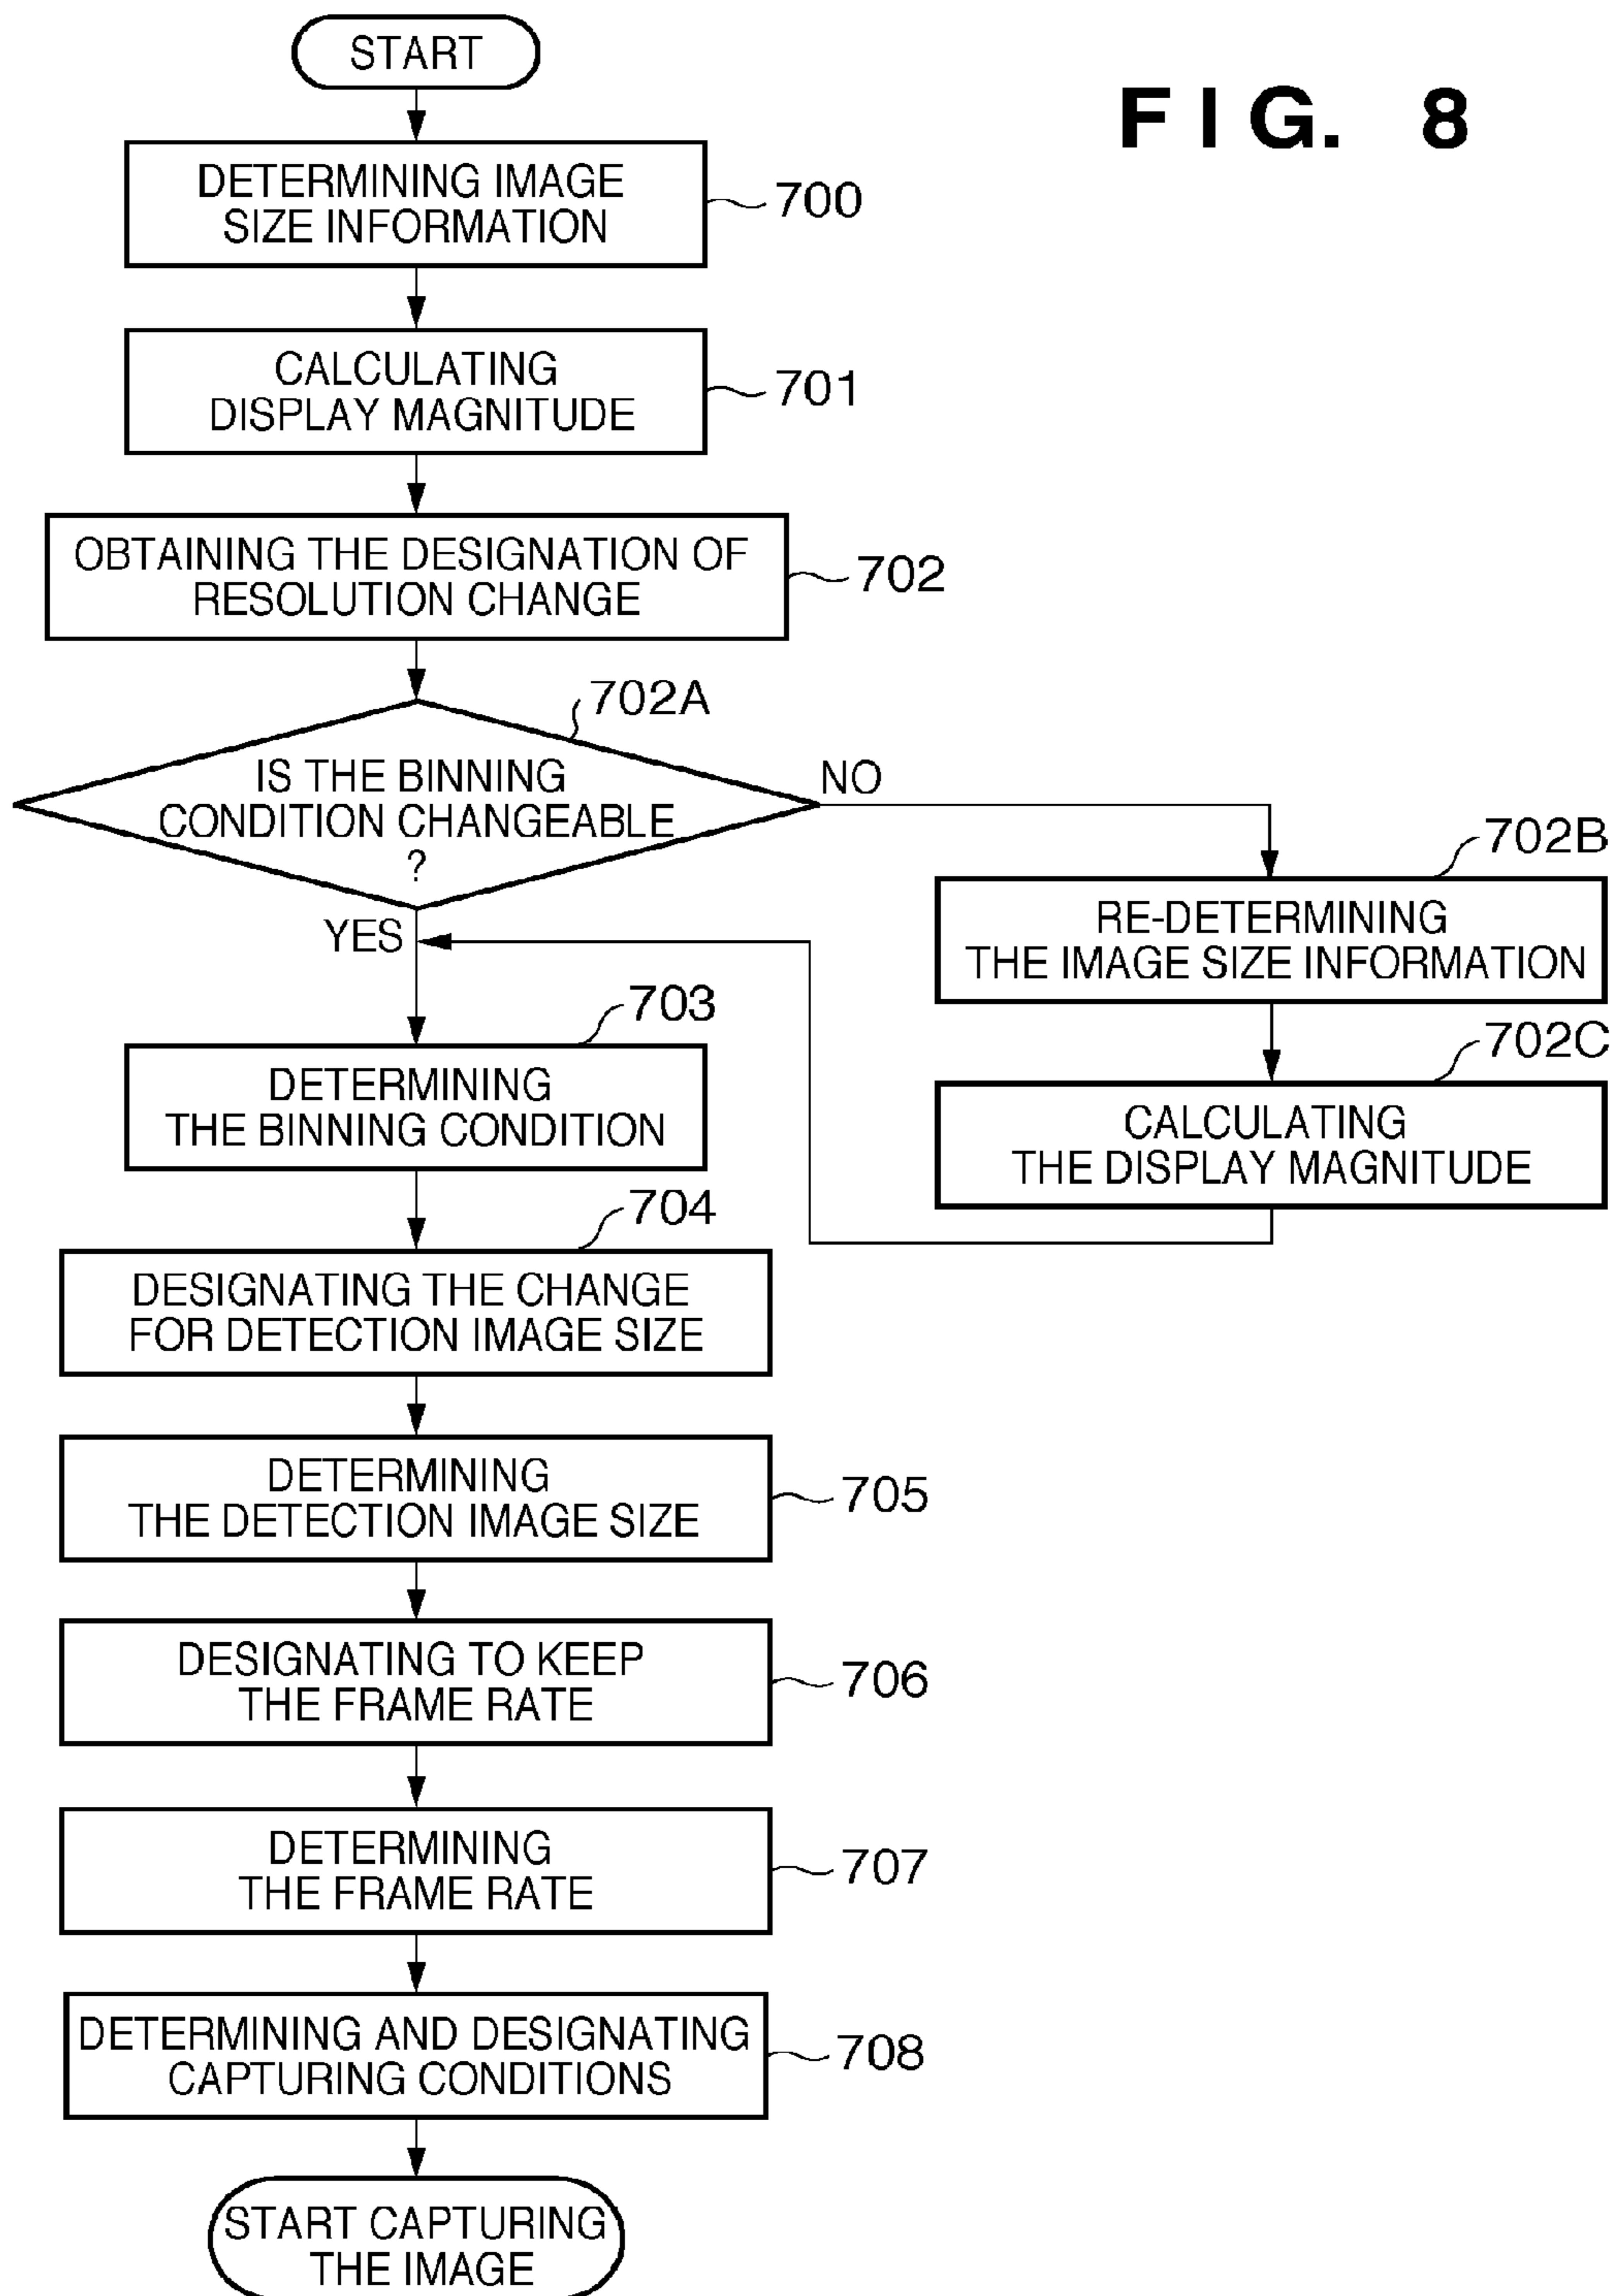 FIG. 8
START
DETERMINING IMAGE
SIZE INFORMATION
700
CALCULATING
DISPLAY MAGNITUDE
701
OBTAINING THE DESIGNATION OF
RESOLUTION CHANGE
702
702A
IS THE BINNING
CONDITION CHANGEABLE
?
NO
YES
702B
RE-DETERMINING
THE IMAGE SIZE INFORMATION
702C
CALCULATING
THE DISPLAY MAGNITUDE
703
DETERMINING
THE BINNING CONDITION
704
DESIGNATING THE CHANGE
FOR DETECTION IMAGE SIZE
DETERMINING
THE DETECTION IMAGE SIZE
705
DESIGNATING TO KEEP
THE FRAME RATE
706
DETERMINING
THE FRAME RATE
707
DETERMINING AND DESIGNATING
CAPTURING CONDITIONS
708
START CAPTURING
THE IMAGE